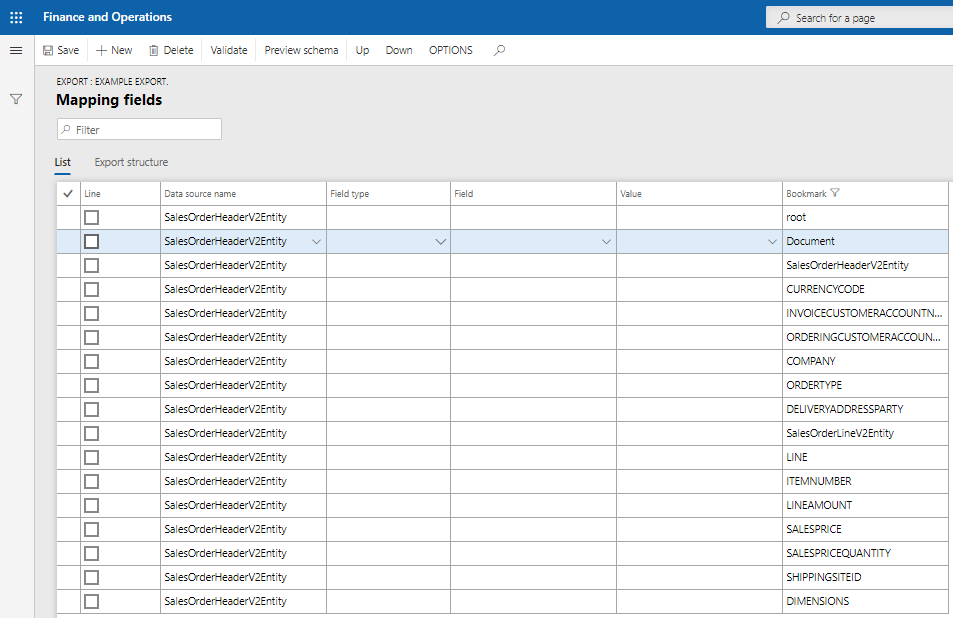 Finance and Operations
Search for a page
Save New Delete Validate Preview schema Up Down OPTIONS
EXPORT : EXAMPLE EXPORT.
Mapping fields
Filter
List Export structure
Line Data source name Field type Field Value Bookmark
SalesOrderHeaderV2Entity root
SalesOrderHeaderV2Entity Document
SalesOrderHeaderV2Entity SalesOrderHeaderV2Entity
SalesOrderHeaderV2Entity CURRENCYCODE
SalesOrderHeaderV2Entity INVOICECUSTOMERACCOUNTN...
SalesOrderHeaderV2Entity ORDERINGCUSTOMERACCOUN...
SalesOrderHeaderV2Entity COMPANY
SalesOrderHeaderV2Entity ORDERTYPE
SalesOrderHeaderV2Entity DELIVERYADDRESSPARTY
SalesOrderHeaderV2Entity SalesOrderLineV2Entity
SalesOrderHeaderV2Entity LINE
SalesOrderHeaderV2Entity ITEMNUMBER
SalesOrderHeaderV2Entity LINEAMOUNT
SalesOrderHeaderV2Entity SALESPRICE
SalesOrderHeaderV2Entity SALESPRICEQUANTITY
SalesOrderHeaderV2Entity SHIPPINGSITEID
SalesOrderHeaderV2Entity DIMENSIONS